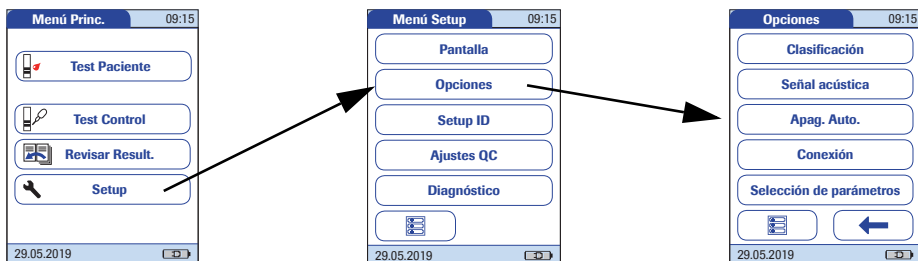 Menú Princ. 09:15
Test Paciente
Test Control
Revisar Result.
Setup
29.05.2019
Menú Setup 09:15
Pantalla
Opciones
Setup ID
Ajustes QC
Diagnóstico
29.05.2019
Opciones 09:15
Clasificación
Señal acústica
Apag. Auto.
Conexión
Selección de parámetros
29.05.2019